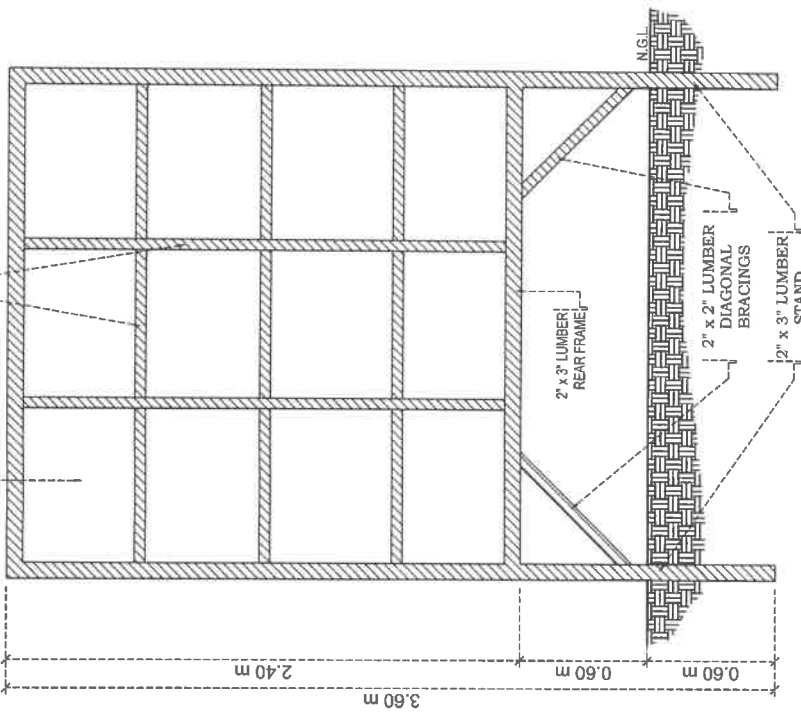 N.G.L.
2" x 3" LUMBER
REAR FRAME
2" x 2" LUMBER
DIAGONAL
BRACINGS
2" x 3" LUMBER
STAND
2.40 m
0.60 m
0.60 m
3.60 m